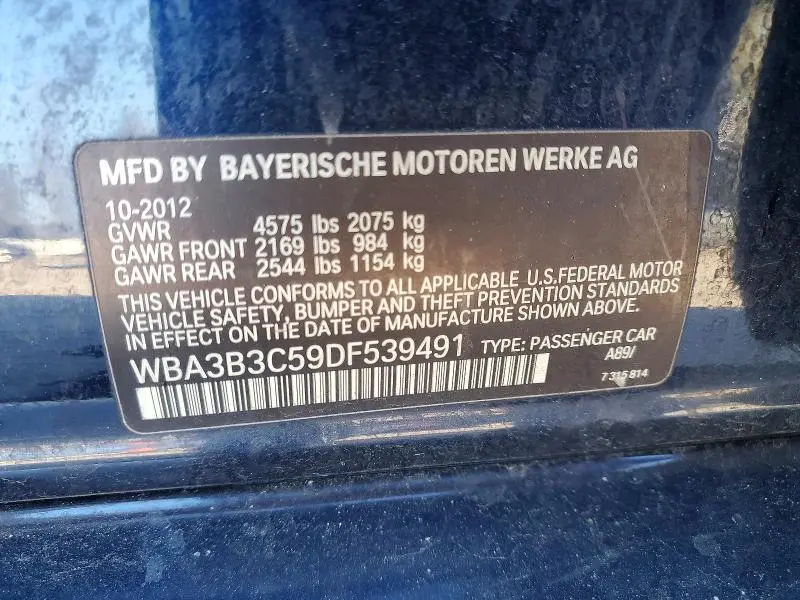 MFD BY BAYERISCHE MOTOREN WERKE AG
10-2012
GVWR 4575 lbs 2075 kg
GAWR FRONT 2169 lbs 984 kg
GAWR REAR 2544 lbs 1154 kg
THIS VEHICLE CONFORMS TO ALL APPLICABLE U.S.FEDERAL MOTOR
VEHICLE SAFETY, BUMPER AND THEFT PREVENTION STANDARDS
IN EFFECT ON THE DATE OF MANUFACTURE SHOWN ABOVE.
WBA3B3C59DF539491 TYPE: PASSENGER CAR
A89/
7 315 814